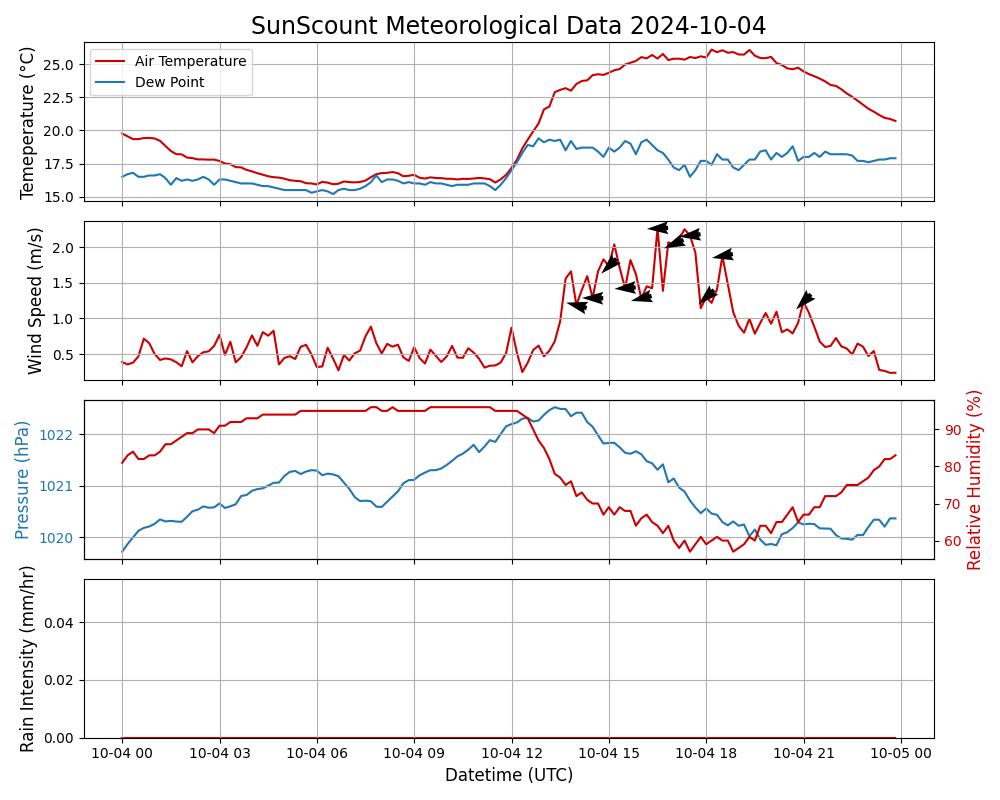 SunScount Meteorological Data 2024-10-04
Temeperature (°C)
25.0
22.5
20.0
17.5
15.0
Air Temperature
Dew Point
Wind Speed (m/s)
2.0
1.5
1.0
0.5
Pressure (hPa)
1022
1021
1020
90
80
70
60
Relative Humidity (%)
Rain Intensity (mm/hr)
0.04
0.02
0.00
10-04 00 10-04 03 10-04 06 10-04 09 10-04 12 10-04 15 10-04 18 10-04 21 10-05 00
Datetime (UTC)